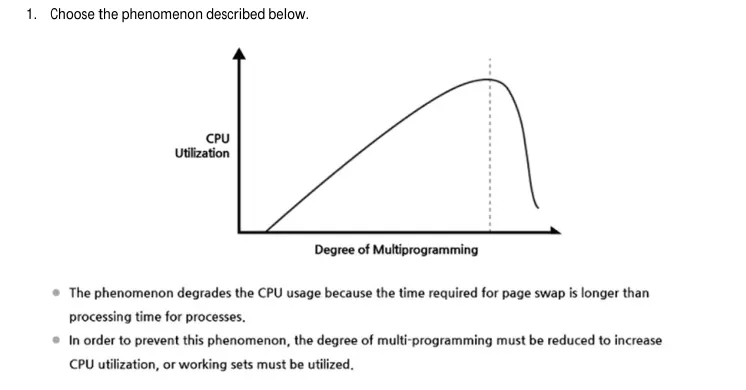 1. Choose the phenomenon described below.
CPU
Utilization
Degree of Multiprogramming
The phenomenon degrades the CPU usage because the time required for page swap is longer than
processing time for processes.
In order to prevent this phenomenon, the degree of multi-programming must be reduced to increase
CPU utilization, or working sets must be utilized.